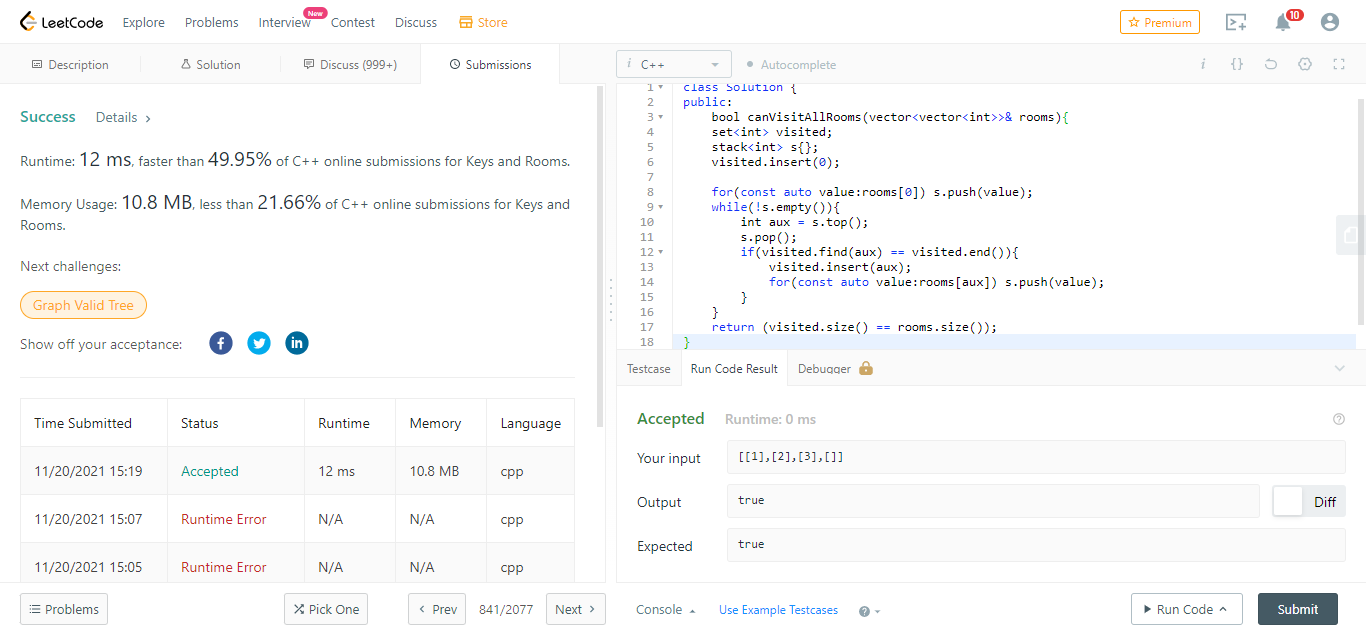 LeetCode Explore Problems Interview New Contest Discuss Store Premium 10
Description Solution Discuss (999+) Submissions
Success Details
Runtime: 12 ms, faster than 49.95% of C++ online submissions for Keys and Rooms.
Memory Usage: 10.8 MB, less than 21.66% of C++ online submissions for Keys and
Rooms.
Next challenges:
Graph Valid Tree
Show off your acceptance:
Time Submitted Status Runtime Memory Language
11/20/2021 15:19 Accepted 12 ms 10.8 MB cpp
11/20/2021 15:07 Runtime Error N/A N/A cpp
11/20/2021 15:05 Runtime Error N/A N/A cpp
Problems Pick One Prev 841/2077 Next
i C++ Autocomplete i {}
1 class Solution {
2 public:
3 bool canVisitAllRooms(vector<vector<int>>& rooms){
4 set<int> visited;
5 stack<int> s{};
6 visited.insert(0);
7
8 for(const auto value:rooms[0]) s.push(value);
9 while(!s.empty()){
10 int aux = s.top();
11 s.pop();
12 if(visited.find(aux) == visited.end()){
13 visited.insert(aux);
14 for(const auto value:rooms[aux]) s.push(value);
15 }
16 }
17 return (visited.size() == rooms.size());
18 }
Testcase Run Code Result Debugger
Accepted Runtime: 0 ms
Your input [[1],[2],[3],[]]
Output true Diff
Expected true
Console Use Example Testcases Run Code Submit